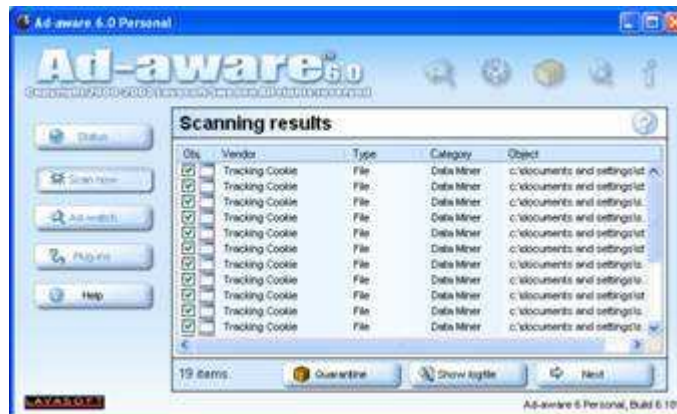 Ad-aware 6.0 Personal
Ad-aware 6.0
Status
Scan now
Ad-watch
Plug-ins
Help
Scanning results
Obj. Vendor Type Category Object
Tracking Cookie File Data Miner c:\documents and settings\st
Tracking Cookie File Data Miner c:\documents and settings\s..
Tracking Cookie File Data Miner c:\documents and settings\st
Tracking Cookie File Data Miner c:\documents and settings\s..
Tracking Cookie File Data Miner c:\documents and settings\st
Tracking Cookie File Data Miner c:\documents and settings\s..
Tracking Cookie File Data Miner c:\documents and settings\st
Tracking Cookie File Data Miner c:\documents and settings\s..
Tracking Cookie File Data Miner c:\documents and settings\st
Tracking Cookie File Data Miner c:\documents and settings\s..
Tracking Cookie File Data Miner c:\documents and settings\s..
19 items
Quarantine
Show logfile
Next
LAVASOFT
Ad-aware 6 Personal, Build 6.18